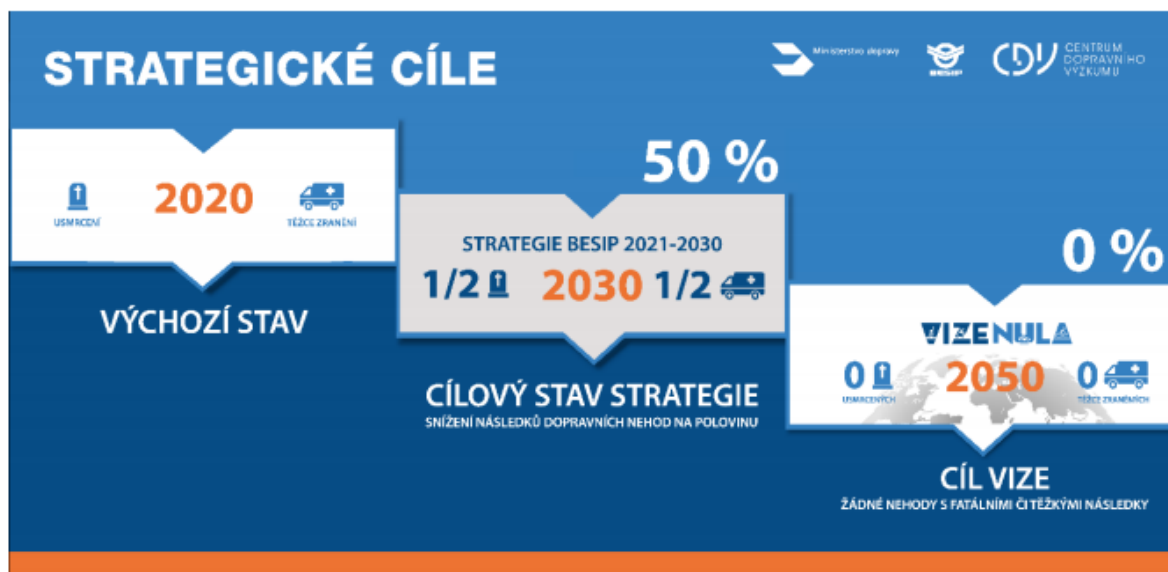 STRATEGICKÉ CÍLE
Ministerstvo dopravy
BESIP
CDV
CENTRUM
DOPRAVNÍHO
VÝZKUMU
2020
USMRCENÍ
TĚŽCE ZRANĚNÍ
VÝCHOZÍ STAV
50 %
STRATEGIE BESIP 2021-2030
1/2 2030 1/2
CÍLOVÝ STAV STRATEGIE
SNÍŽENÍ NÁSLEDKŮ DOPRAVNÍCH NEHOD NA POLOVINU
0 %
VIZENULA
0 2050 0
USMRCENÝCH
TĚŽCE ZRANĚNÝCH
CÍL VIZE
ŽÁDNÉ NEHODY S FATÁLNÍMI ČI TĚŽKÝMI NÁSLEDKY